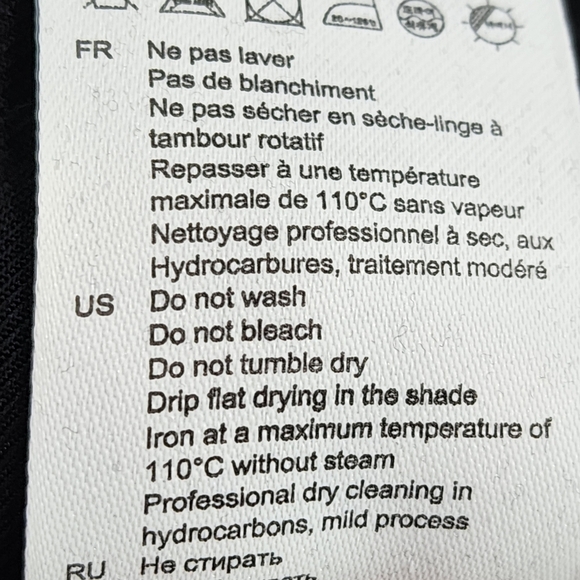 FR Ne pas laver
Pas de blanchiment
Ne pas sécher en sèche-linge à
tambour rotatif
Repasser à une température
maximale de 110°C sans vapeur
Nettoyage professionnel à sec, aux
Hydrocarbures, traitement modéré
US Do not wash
Do not bleach
Do not tumble dry
Drip flat drying in the shade
Iron at a maximum temperature of
110°C without steam
Professional dry cleaning in
hydrocarbons, mild process
RU Не стирать